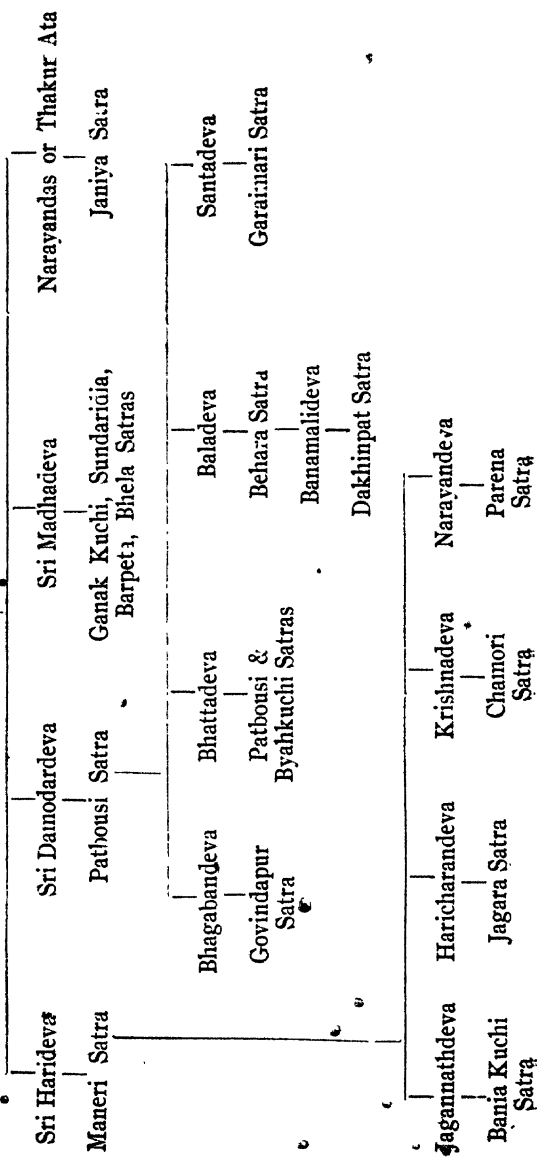 Sri Harideva
Maneri Satra
Sri Damodardeva
Patbousi Satra
Sri Madhadeva
Ganak Kuchi, Sundaridia,
Barpeta, Bhela Satras
Narayandas or Thakur Ata
Janiya Satra
Bhagabandeva
Govindapur
Satra
Bhattadeva
Patbousi &
Byahkuchi Satras
Baladeva
Behara Satra
Banamalideva
Dakhinpat Satra
Santadeva
Garaimari Satra
Jagannathdeva
Bania Kuchi
Satra
Haricharandeva
Jagara Satra
Krishnadeva
Chamori
Satra
Narayandeva
Parena
Satra